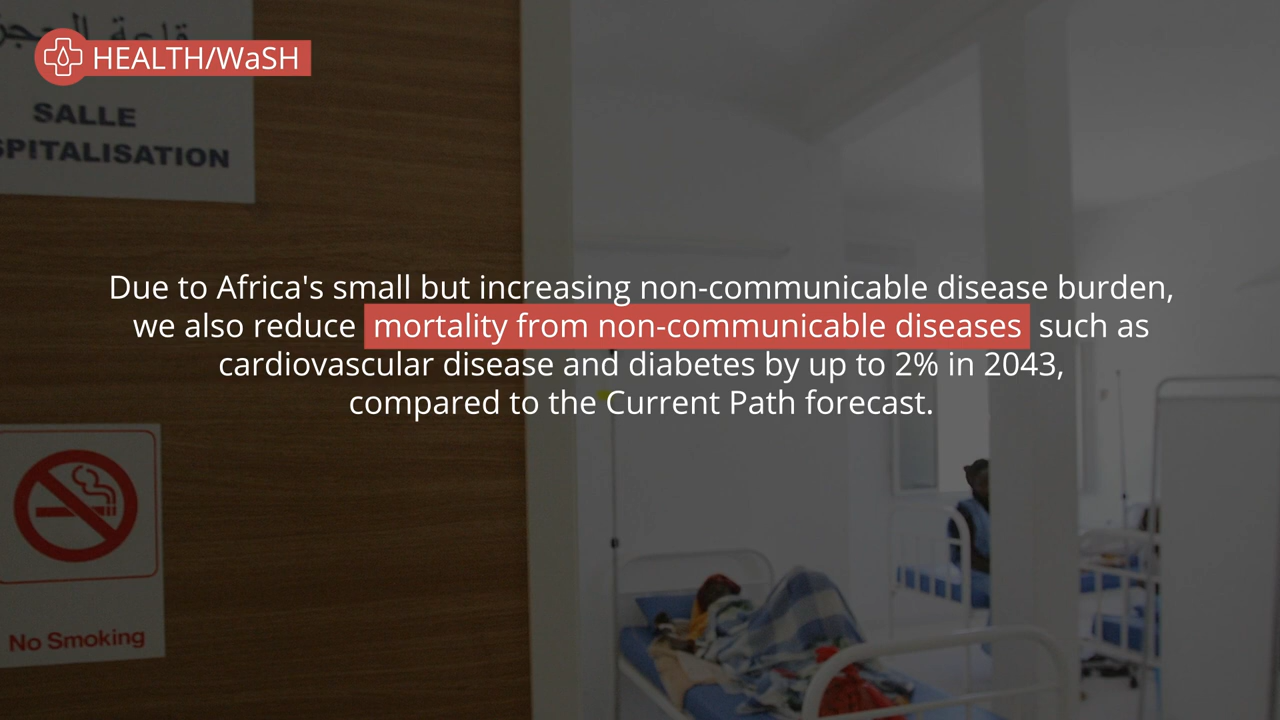 قاعة الحجز
HEALTH/WaSH
SALLE
SPITALISATION
Due to Africa's small but increasing non-communicable disease burden,
we also reduce mortality from non-communicable diseases such as
cardiovascular disease and diabetes by up to 2% in 2043,
compared to the Current Path forecast.
No Smoking